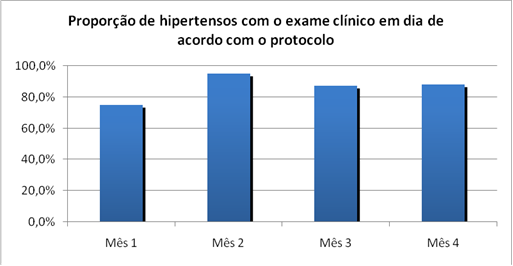 Proporção de hipertensos com o exame clínico em dia de
acordo com o protocolo
100,0%
80,0%
60,0%
40,0%
20,0%
0,0%
Mês 1 Mês 2 Mês 3 Mês 4